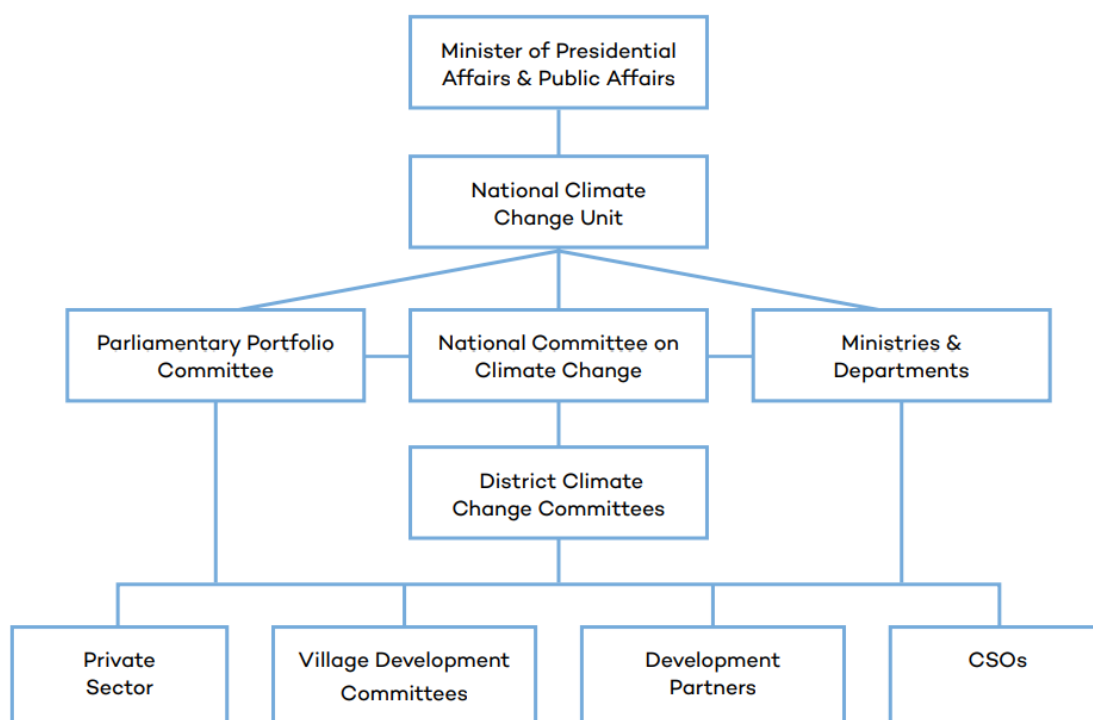 Minister of Presidential
Affairs & Public Affairs
National Climate
Change Unit
Parliamentary Portfolio
Committee
National Committee on
Climate Change
Ministries &
Departments
District Climate
Change Committees
Private
Sector
Village Development
Committees
Development
Partners
CSOs